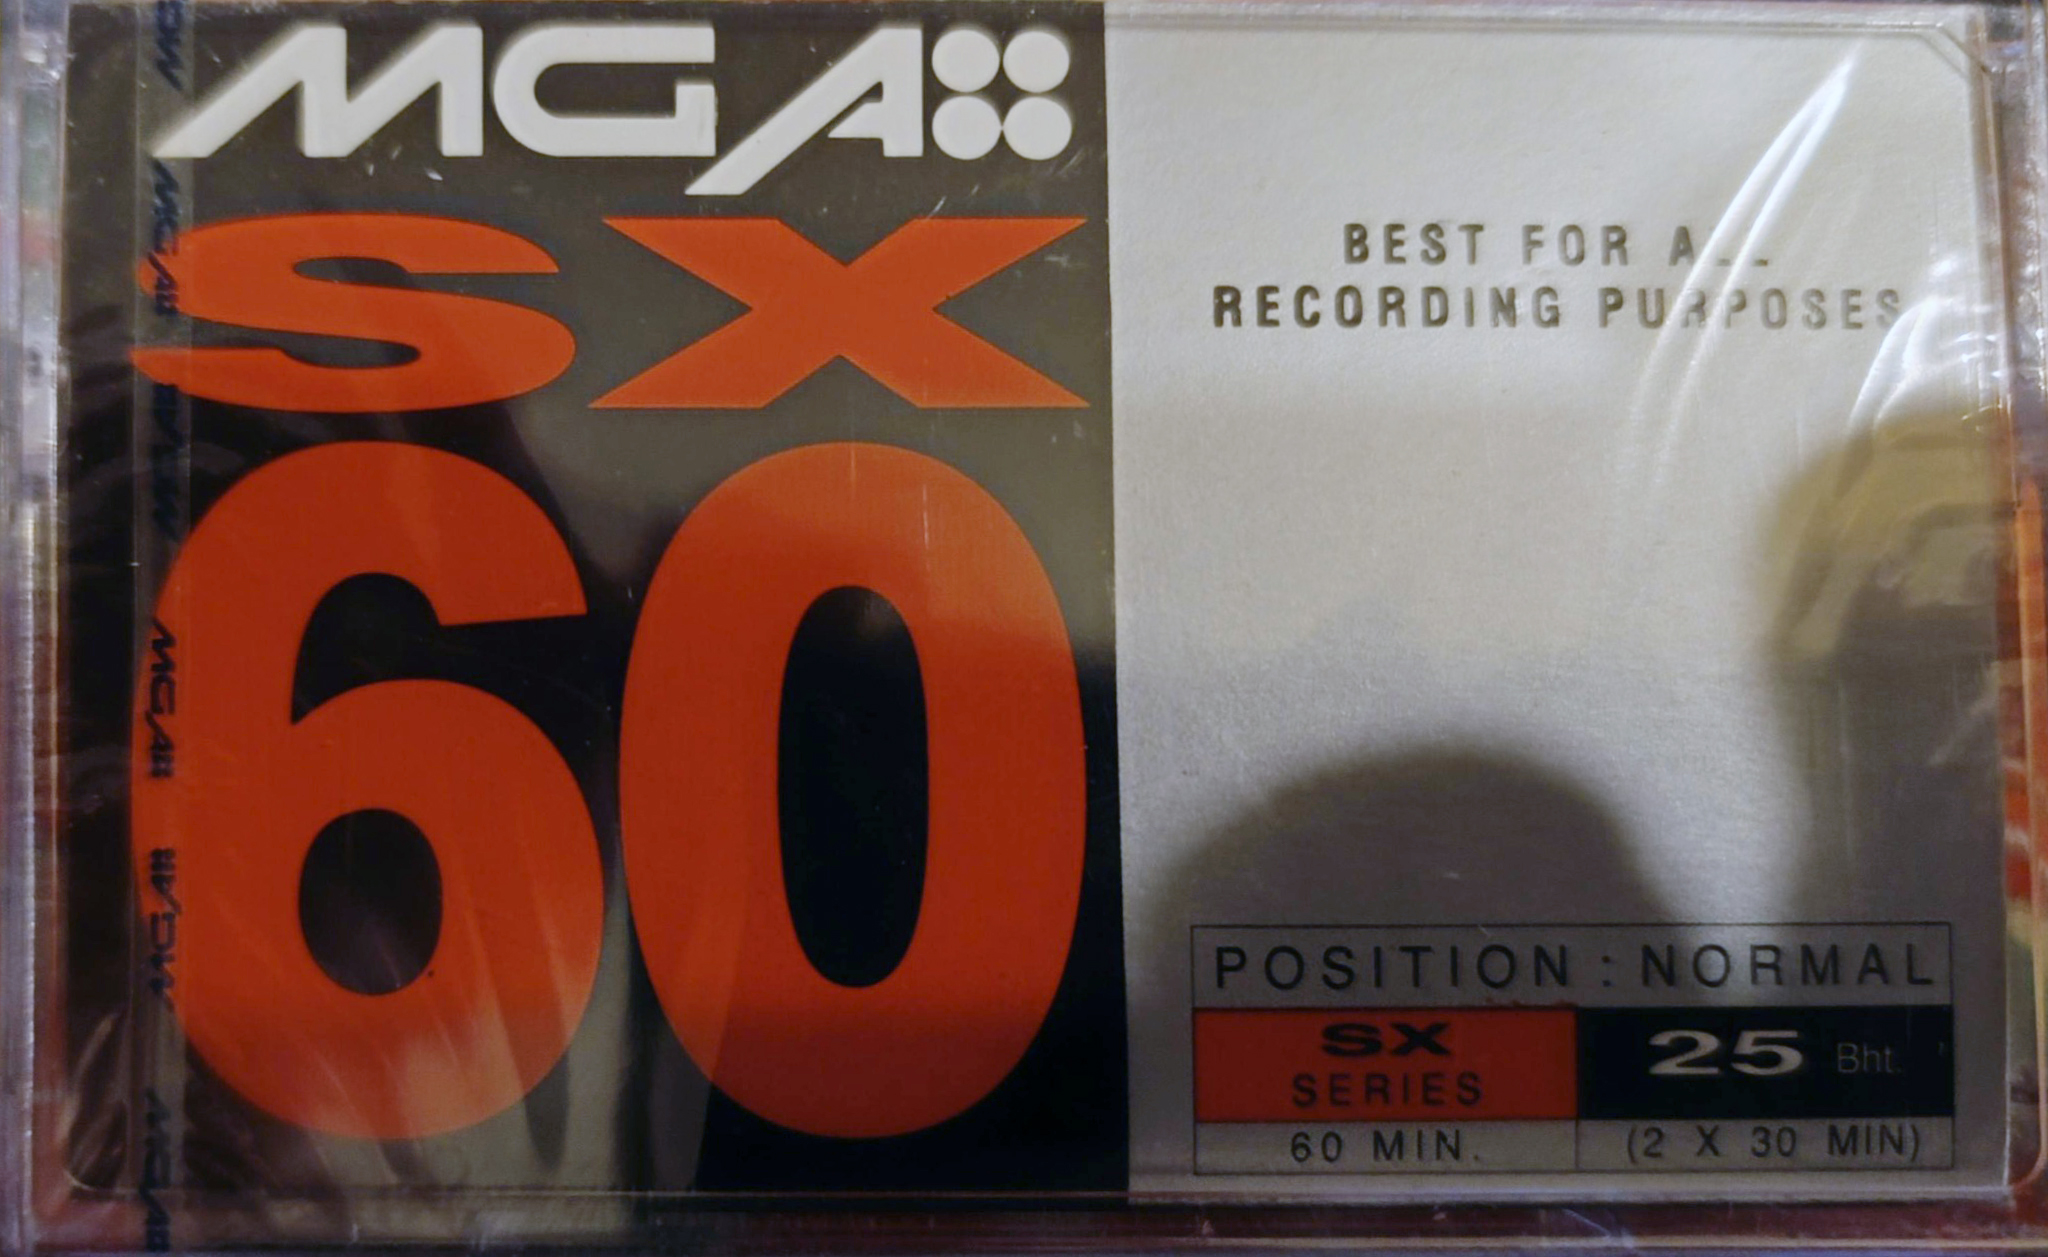 MGA
SX
60
BEST FOR ALL
RECORDING PURPOSES
POSITION : NORMAL
SX
SERIES
25 Bht.
60 MIN.
(2 X 30 MIN)